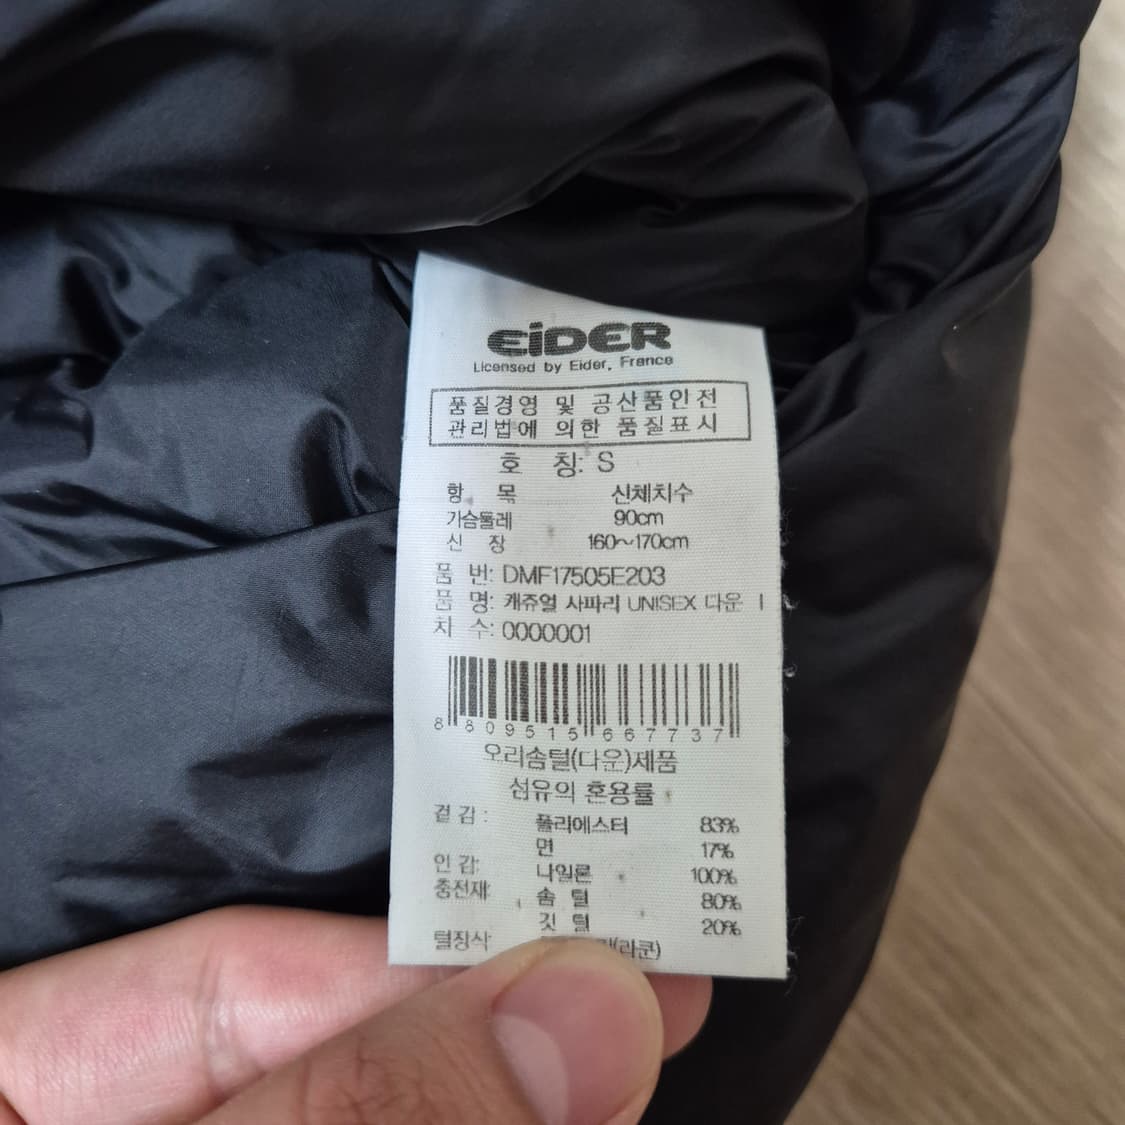 EiDER
Licensed by Eider, France
품질경영 및 공산품안전
관리법에 의한 품질표시
호 칭: S
항 목 신체치수
가슴둘레 90cm
신 장 160~170cm
품 번: DMF17505E203
품 명: 캐쥬얼 사파리 UNISEX 다운 I
차 수: 0000001
8 809515 667737
오리솜털(다운)제품
섬유의 혼용률
겉감: 폴리에스터 83%
면 17%
안감: 나일론 100%
충전재: 솜 털 80%
깃 털 20%
털장식: (라쿤)